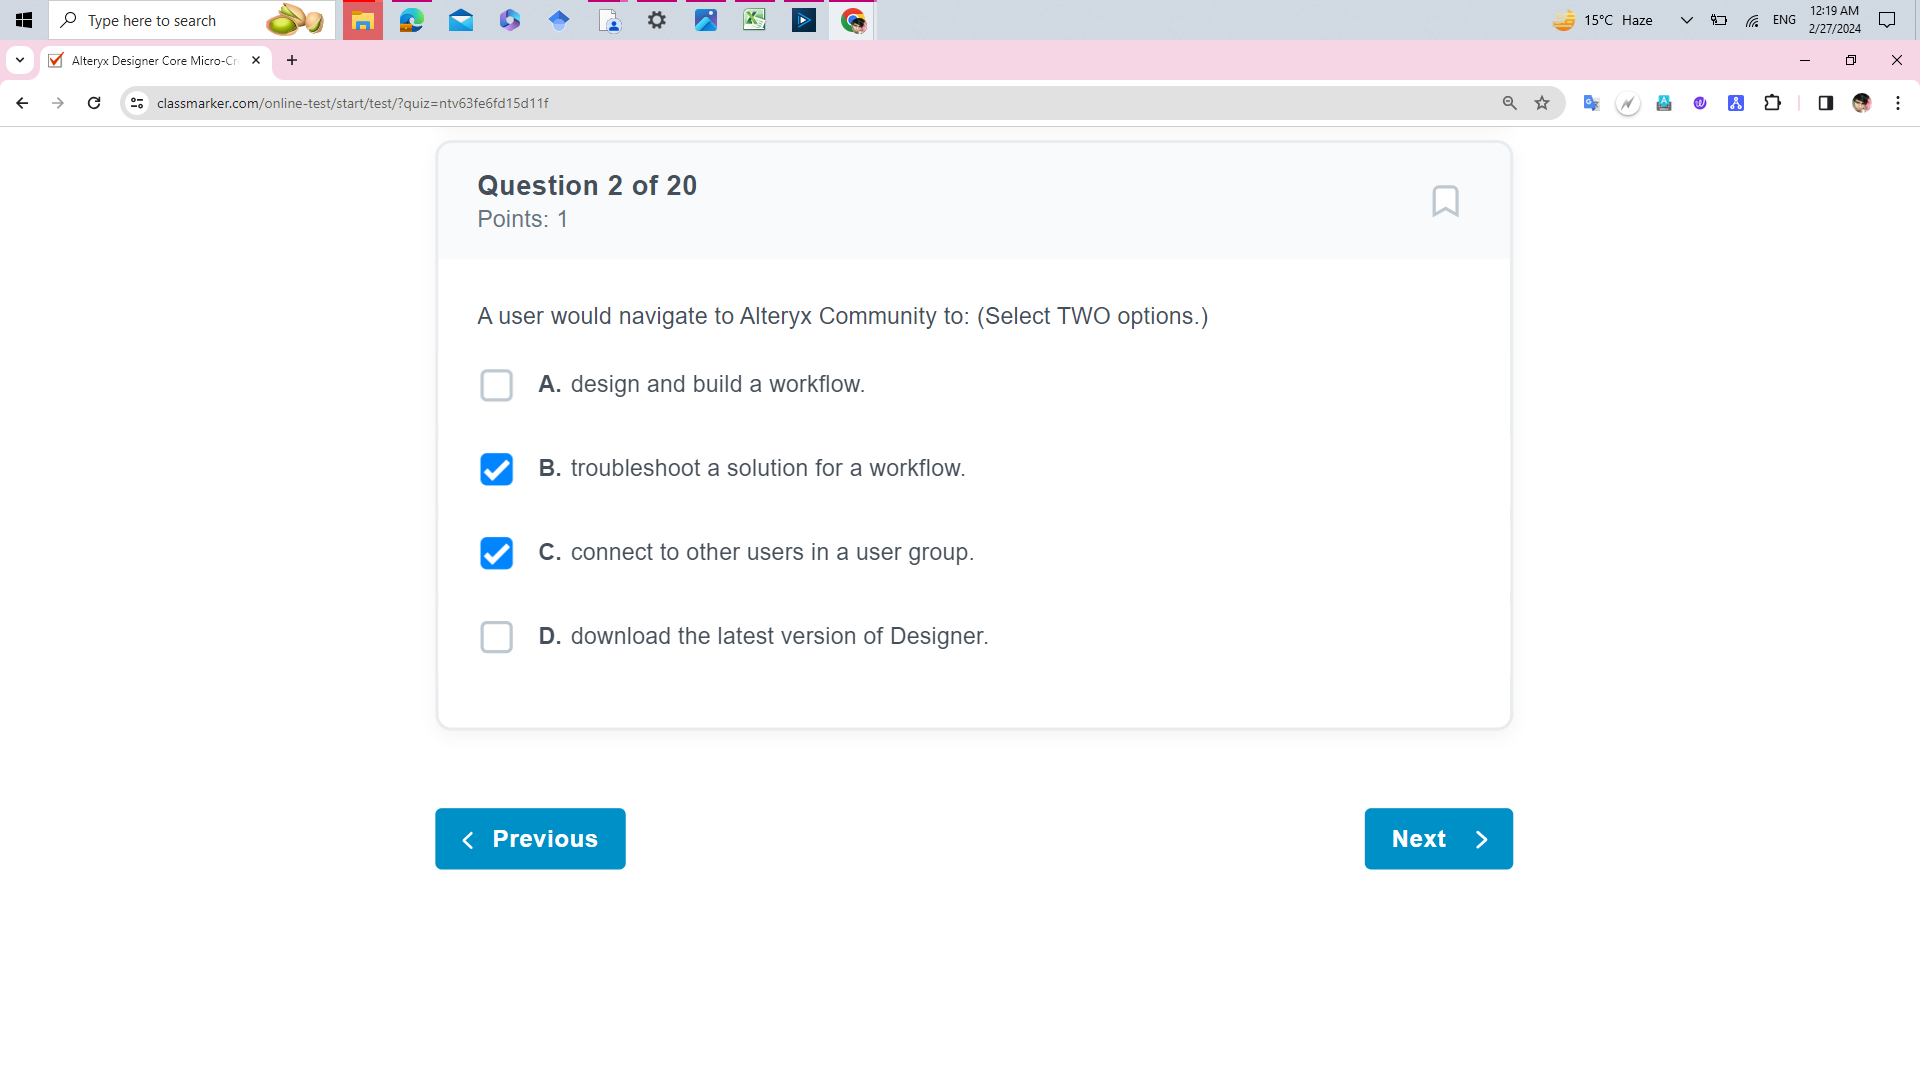 Type here to search
15°C Haze
ENG
12:19 AM
2/27/2024
Alteryx Designer Core Micro-Cr
classmarker.com/online-test/start/test/?quiz=ntv63fe6fd15d11f
Question 2 of 20
Points: 1
A user would navigate to Alteryx Community to: (Select TWO options.)
A. design and build a workflow.
B. troubleshoot a solution for a workflow.
C. connect to other users in a user group.
D. download the latest version of Designer.
Previous
Next